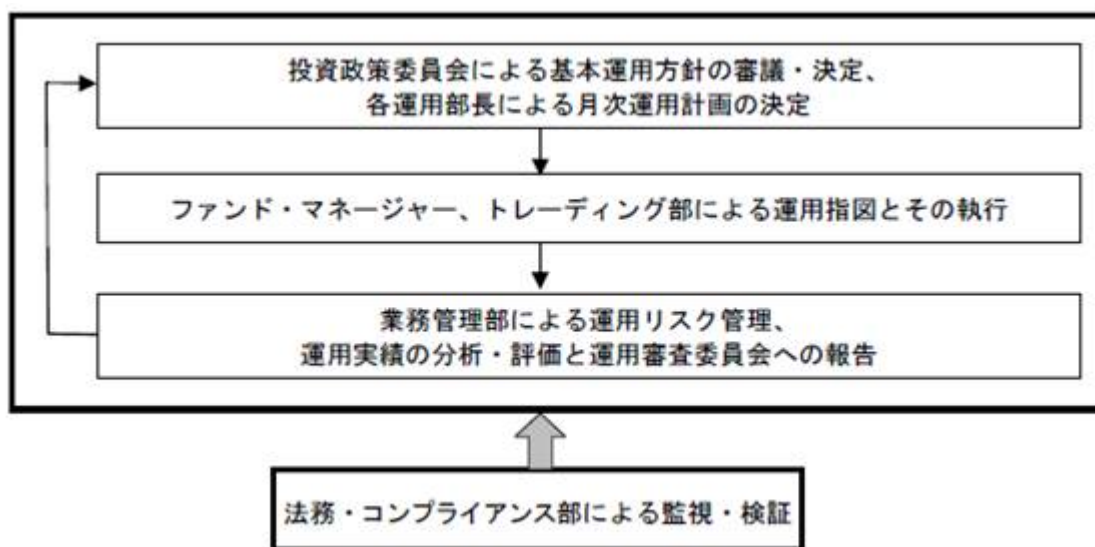 投資政策委員会による基本運用方針の審議・決定、
各運用部長による月次運用計画の決定
ファンド・マネージャー、トレーディング部による運用指図とその執行
業務管理部による運用リスク管理、
運用実績の分析・評価と運用審査委員会への報告
法務・コンプライアンス部による監視・検証